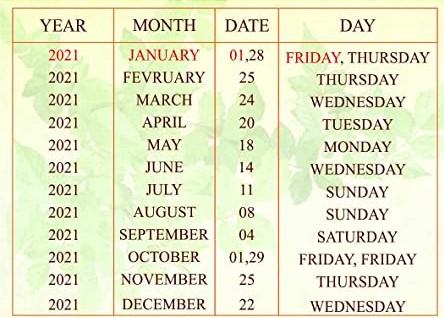 YEAR MONTH DATE DAY
2021 JANUARY 01,28 FRIDAY, THURSDAY
2021 FEVRUARY 25 THURSDAY
2021 MARCH 24 WEDNESDAY
2021 APRIL 20 TUESDAY
2021 MAY 18 MONDAY
2021 JUNE 14 WEDNESDAY
2021 JULY 11 SUNDAY
2021 AUGUST 08 SUNDAY
2021 SEPTEMBER 04 SATURDAY
2021 OCTOBER 01,29 FRIDAY, FRIDAY
2021 NOVEMBER 25 THURSDAY
2021 DECEMBER 22 WEDNESDAY